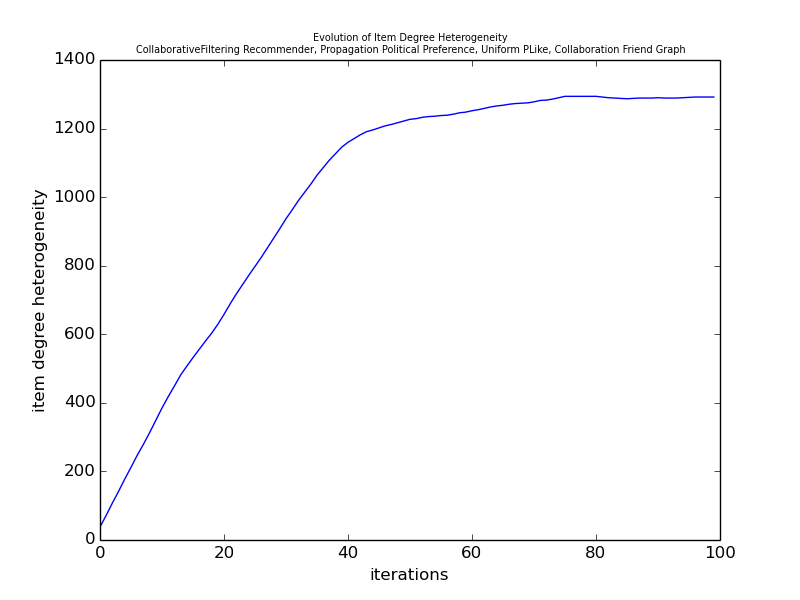 Evolution of Item Degree Heterogeneity
CollaborativeFiltering Recommender, Propagation Political Preference, Uniform PLike, Collaboration Friend Graph
1400
1200
1000
800
600
400
200
0
item degree heterogeneity
0 20 40 60 80 100
iterations